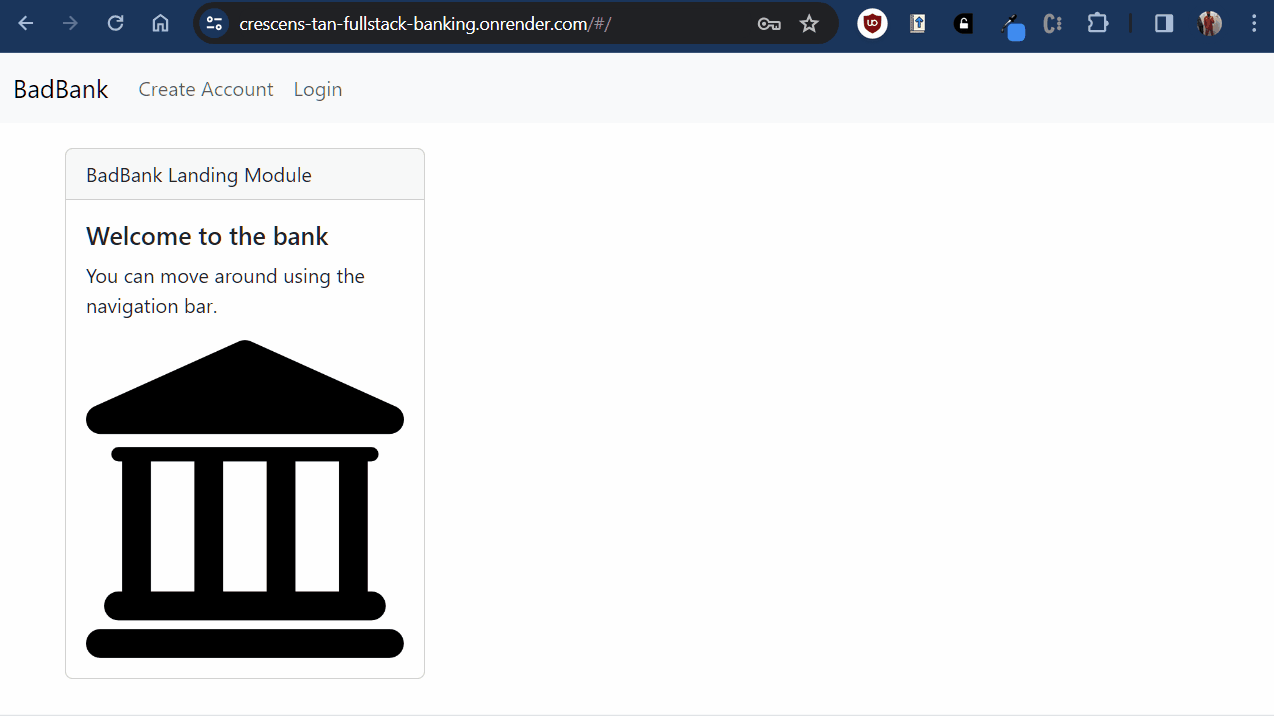 crescens-tan-fullstack-banking.onrender.com/#/
BadBank Create Account Login
BadBank Landing Module
Welcome to the bank
You can move around using the
navigation bar.